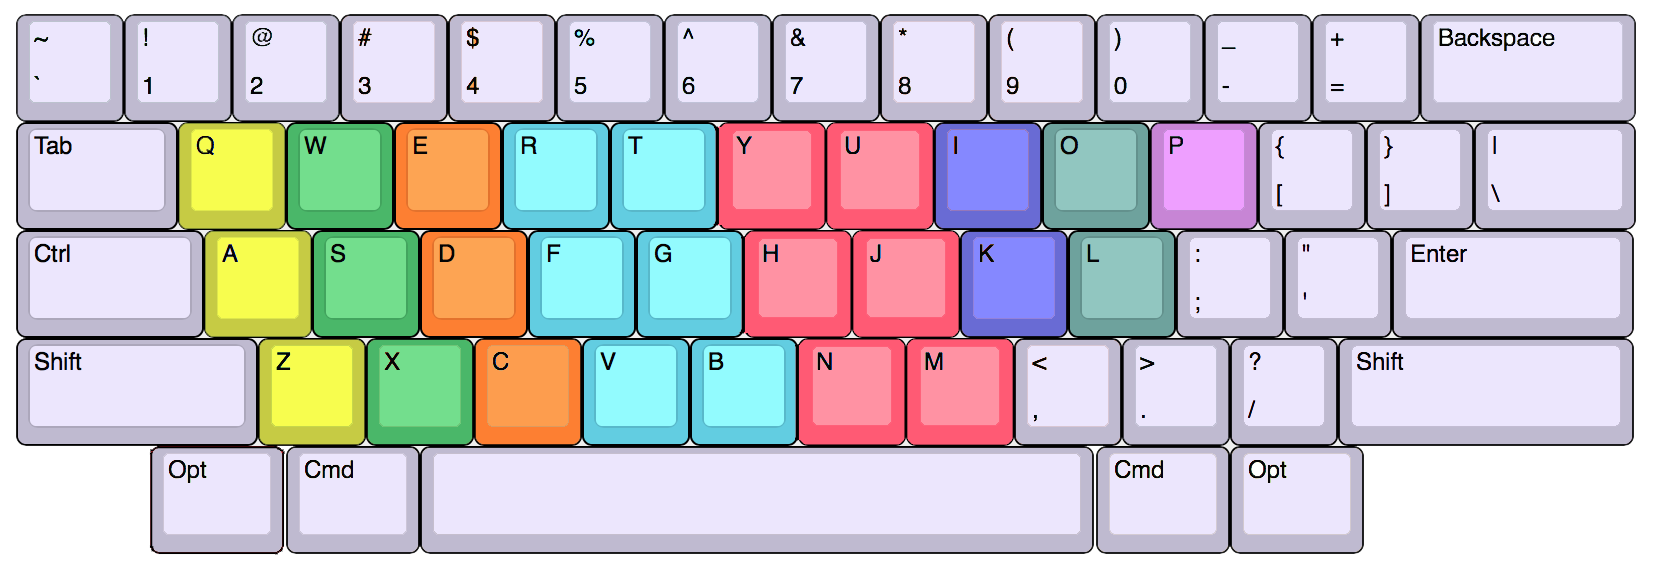 ~ ! @ # $ % ^ & * ( ) _ + Backspace
` 1 2 3 4 5 6 7 8 9 0 - =
Tab Q W E R T Y U I O P { } |
[ ] \
Ctrl A S D F G H J K L : " Enter
; '
Shift Z X C V B N M < > ? Shift
, . /
Opt Cmd Cmd Opt